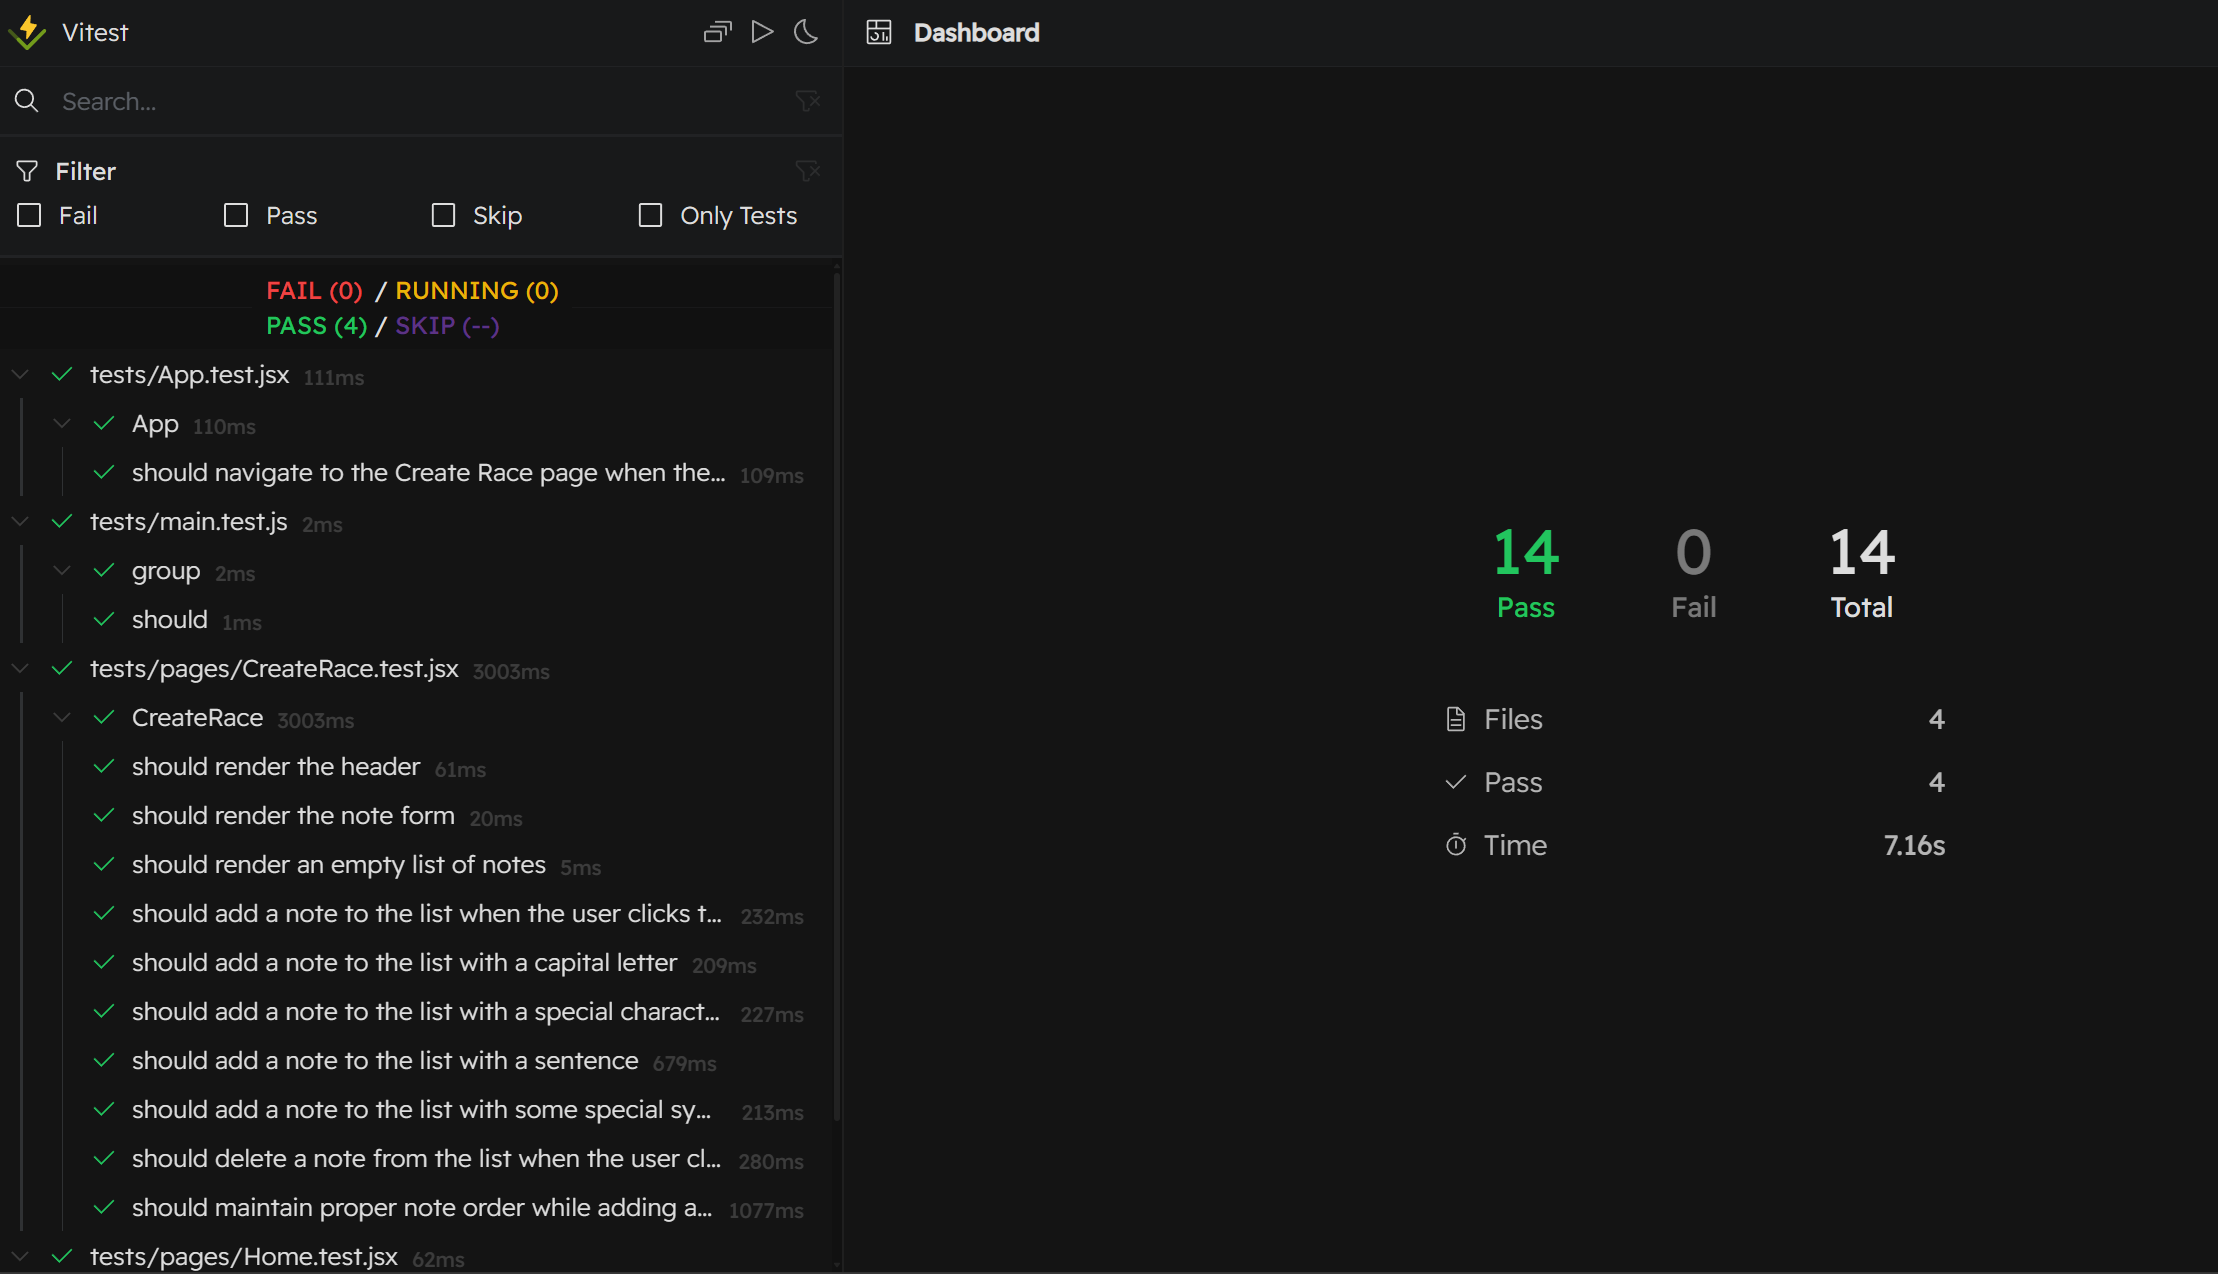 Vitest
Dashboard
Search...
Filter
Fail
Pass
Skip
Only Tests
FAIL (0) / RUNNING (0)
PASS (4) / SKIP (--)
tests/App.test.jsx 111ms
App 110ms
should navigate to the Create Race page when the... 109ms
tests/main.test.js 2ms
group 2ms
should 1ms
tests/pages/CreateRace.test.jsx 3003ms
CreateRace 3003ms
should render the header 61ms
should render the note form 20ms
should render an empty list of notes 5ms
should add a note to the list when the user clicks t... 232ms
should add a note to the list with a capital letter 209ms
should add a note to the list with a special charact... 227ms
should add a note to the list with a sentence 679ms
should add a note to the list with some special sy... 213ms
should delete a note from the list when the user cl... 280ms
should maintain proper note order while adding a... 1077ms
tests/pages/Home.test.jsx 62ms
14 0 14
Pass Fail Total
Files 4
Pass 4
Time 7.16s